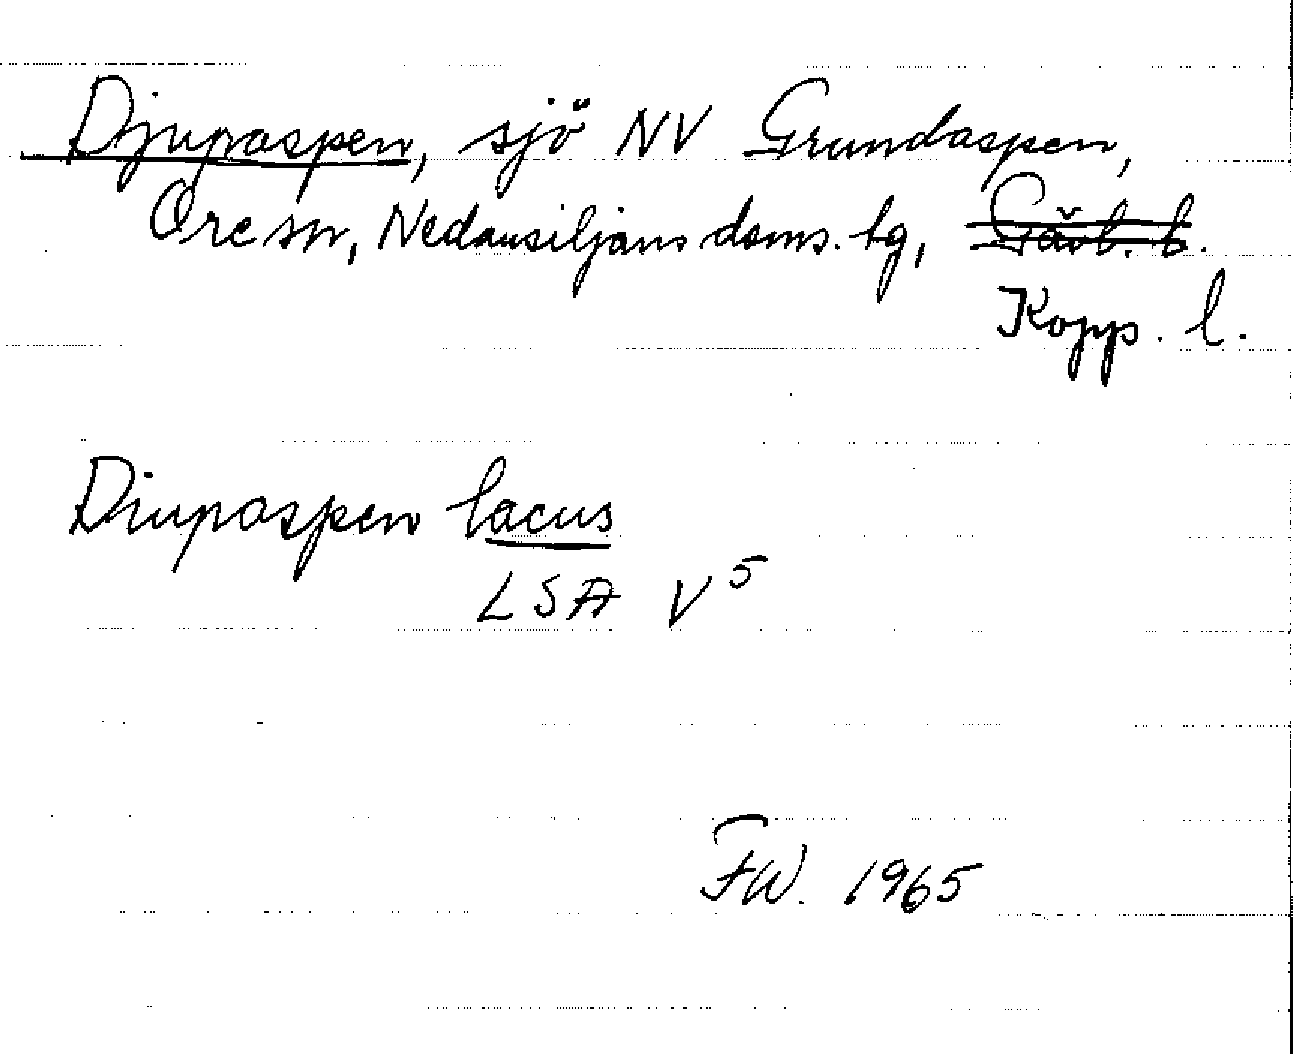 Djupaspen, sjö NV Grundaspen,
Ore sn, Nedansiljans doms. tg, Gävl. l.
Kopp. l.
Diupaspen lacus
LSA V5
FW. 1965